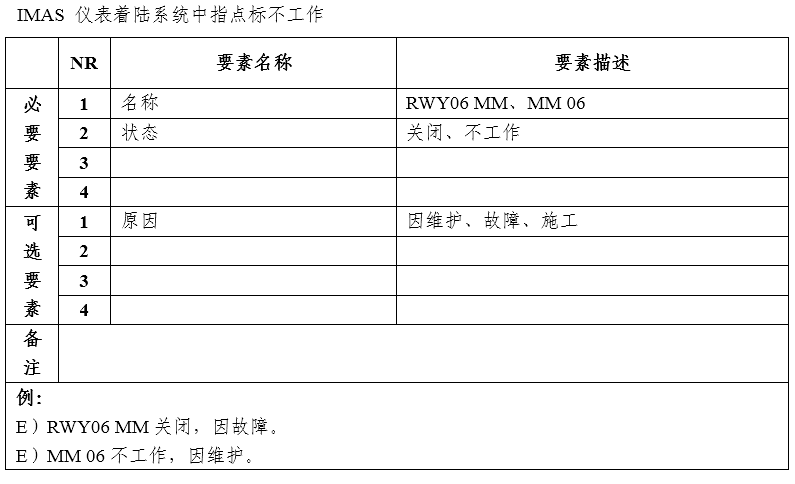 IMAS 仪表着陆系统中指点标不工作
NR 要素名称 要素描述
必要要素
1 名称 RWY06 MM、MM 06
2 状态 关闭、不工作
3
4
可选要素
1 原因 因维护、故障、施工
2
3
4
备注
例：
E）RWY06 MM 关闭，因故障。
E）MM 06 不工作，因维护。